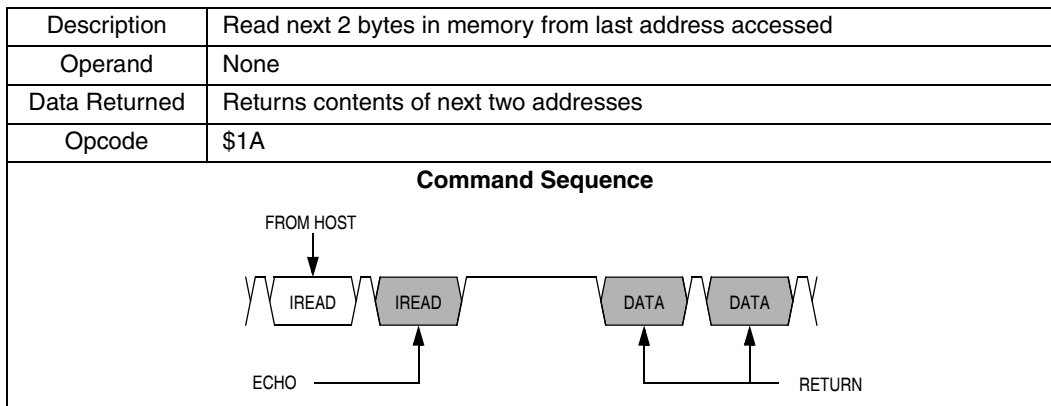 Description Read next 2 bytes in memory from last address accessed
Operand None
Data Returned Returns contents of next two addresses
Opcode $1A
Command Sequence
FROM HOST
IREAD IREAD DATA DATA
ECHO RETURN